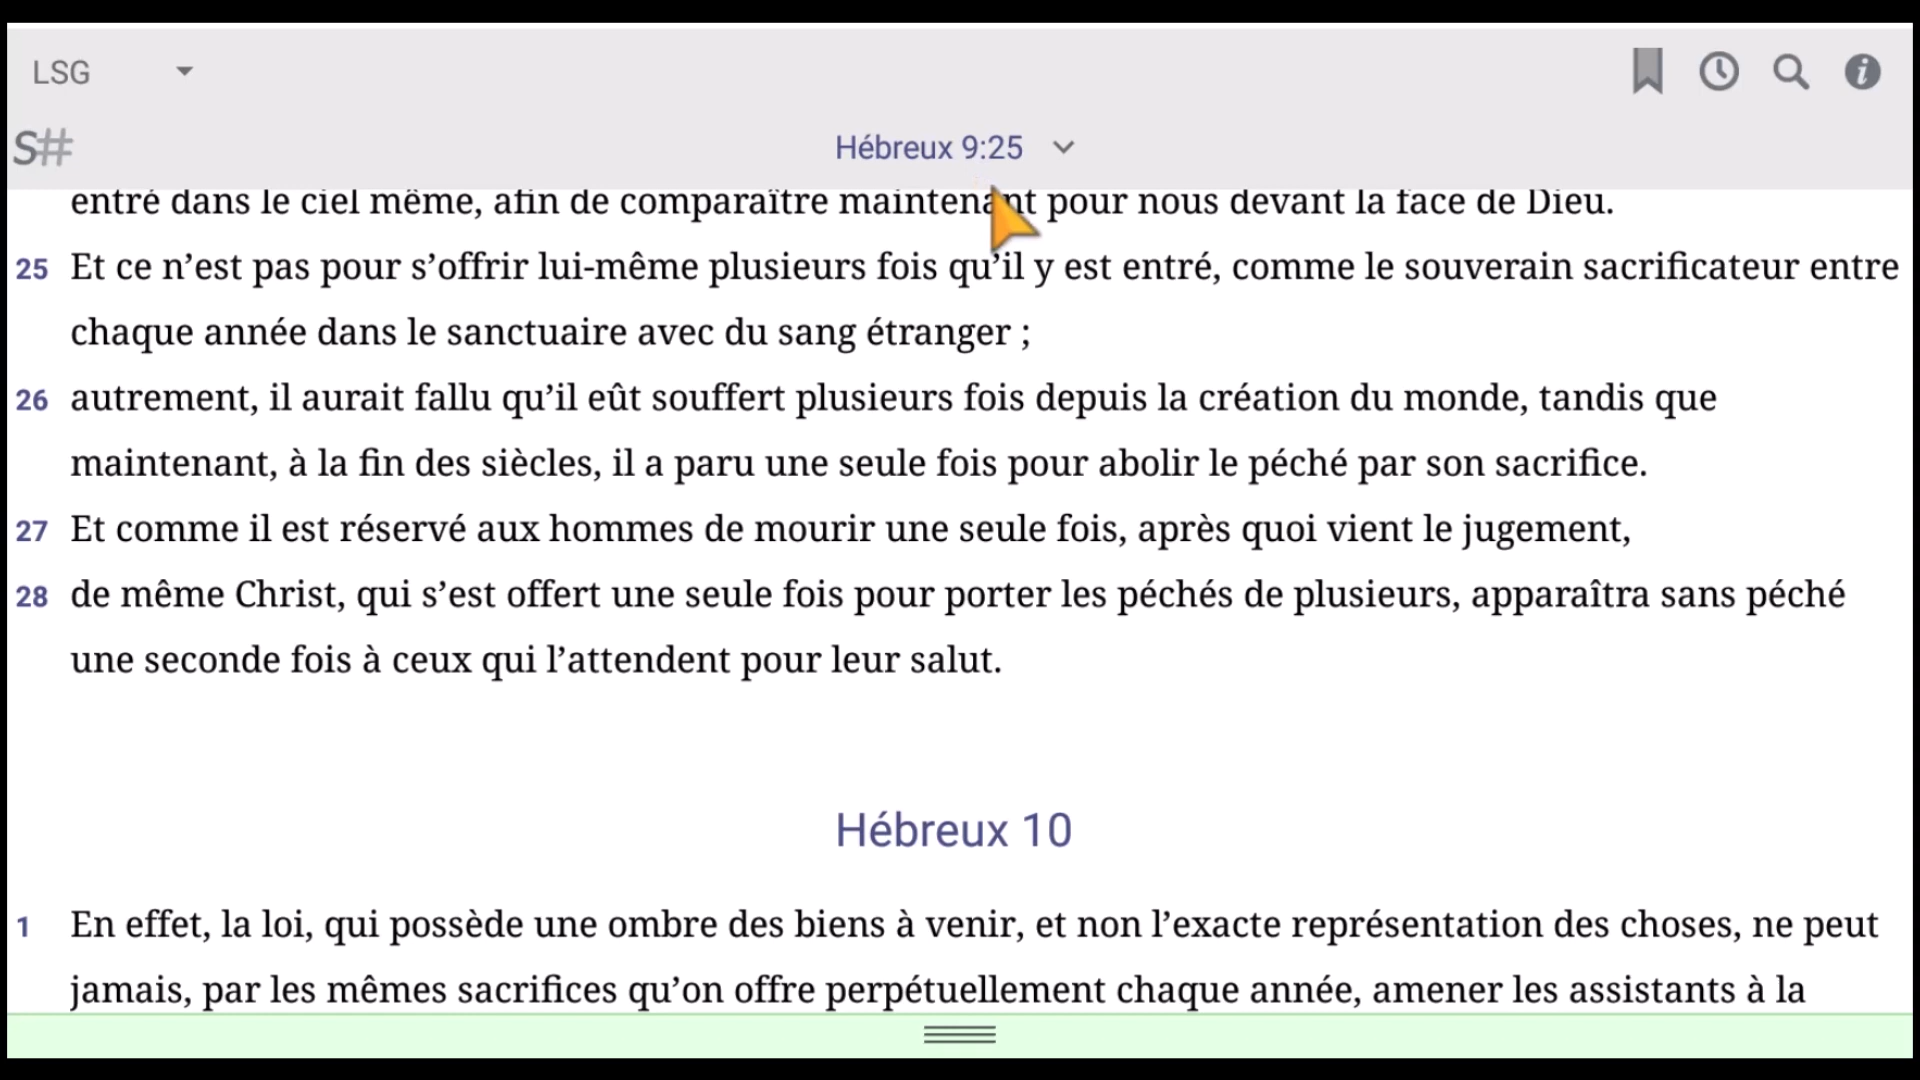 LSG
S#
Hébreux 9:25
entré dans le ciel même, afin de comparaître maintenant pour nous devant la face de Dieu.
25 Et ce n’est pas pour s’offrir lui-même plusieurs fois qu’il y est entré, comme le souverain sacrificateur entre
chaque année dans le sanctuaire avec du sang étranger ;
26 autrement, il aurait fallu qu’il eût souffert plusieurs fois depuis la création du monde, tandis que
maintenant, à la fin des siècles, il a paru une seule fois pour abolir le péché par son sacrifice.
27 Et comme il est réservé aux hommes de mourir une seule fois, après quoi vient le jugement,
28 de même Christ, qui s’est offert une seule fois pour porter les péchés de plusieurs, apparaîtra sans péché
une seconde fois à ceux qui l’attendent pour leur salut.
Hébreux 10
1 En effet, la loi, qui possède une ombre des biens à venir, et non l’exacte représentation des choses, ne peut
jamais, par les mêmes sacrifices qu’on offre perpétuellement chaque année, amener les assistants à la